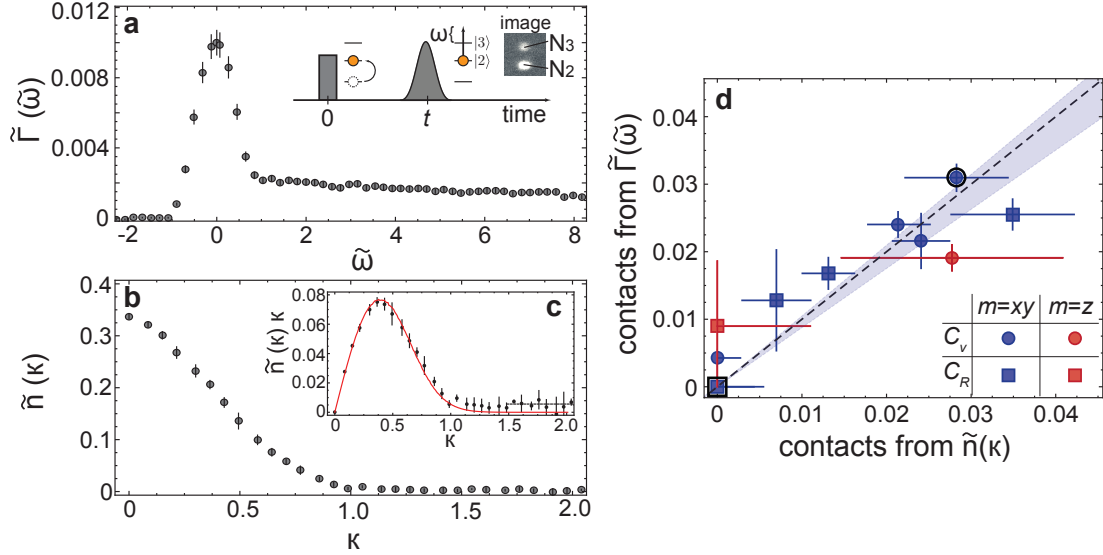 a
Γ̃ (ω̃)
0.012
0.008
0.004
0
-2
0
2
4
6
8
ω̃
0
t
time
ω{
|3⟩
|2⟩
image
N3
N2
b
ñ (κ)
0.4
0.3
0.2
0.1
0
0
0.5
1.0
1.5
2.0
κ
c
ñ (κ) κ
0.08
0.04
0
0
0.5
1.0
1.5
2.0
κ
d
contacts from Γ̃(ω̃)
0.04
0.03
0.02
0.01
0
0
0.01
0.02
0.03
0.04
contacts from ñ(κ)
m=xy m=z
Cv
CR